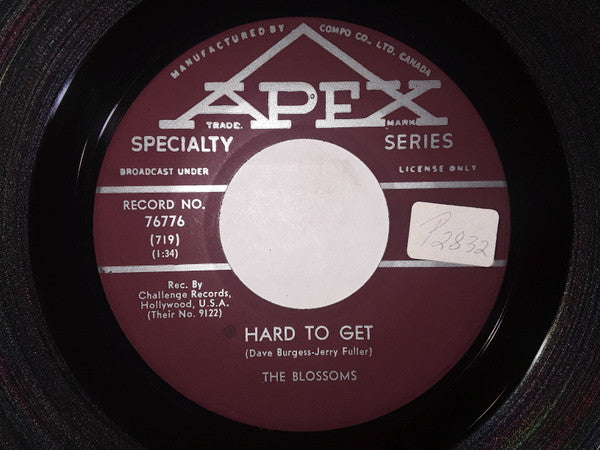 MANUFACTURED BY COMPO CO., LTD. CANADA
APEX
TRADE MARK
SPECIALTY SERIES
BROADCAST UNDER LICENSE ONLY
RECORD NO.
76776
(719)
(1:34)
P2832
Rec. By
Challenge Records,
Hollywood, U.S.A.
(Their No. 9122)
HARD TO GET
(Dave Burgess-Jerry Fuller)
THE BLOSSOMS